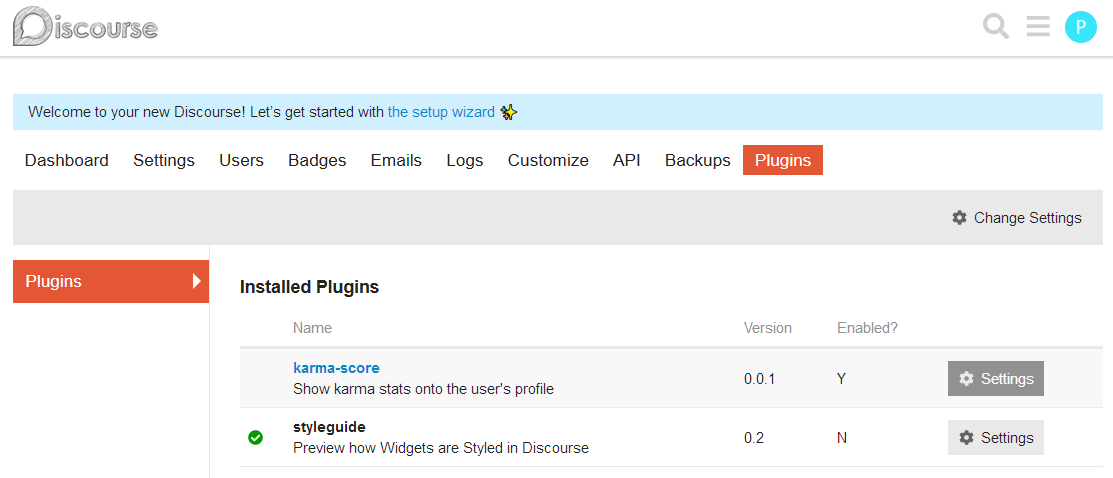 Discourse
P
Welcome to your new Discourse! Let's get started with the setup wizard
Dashboard Settings Users Badges Emails Logs Customize API Backups Plugins
Change Settings
Plugins
Installed Plugins
Name Version Enabled?
karma-score
Show karma stats onto the user's profile
0.0.1 Y Settings
styleguide
Preview how Widgets are Styled in Discourse
0.2 N Settings